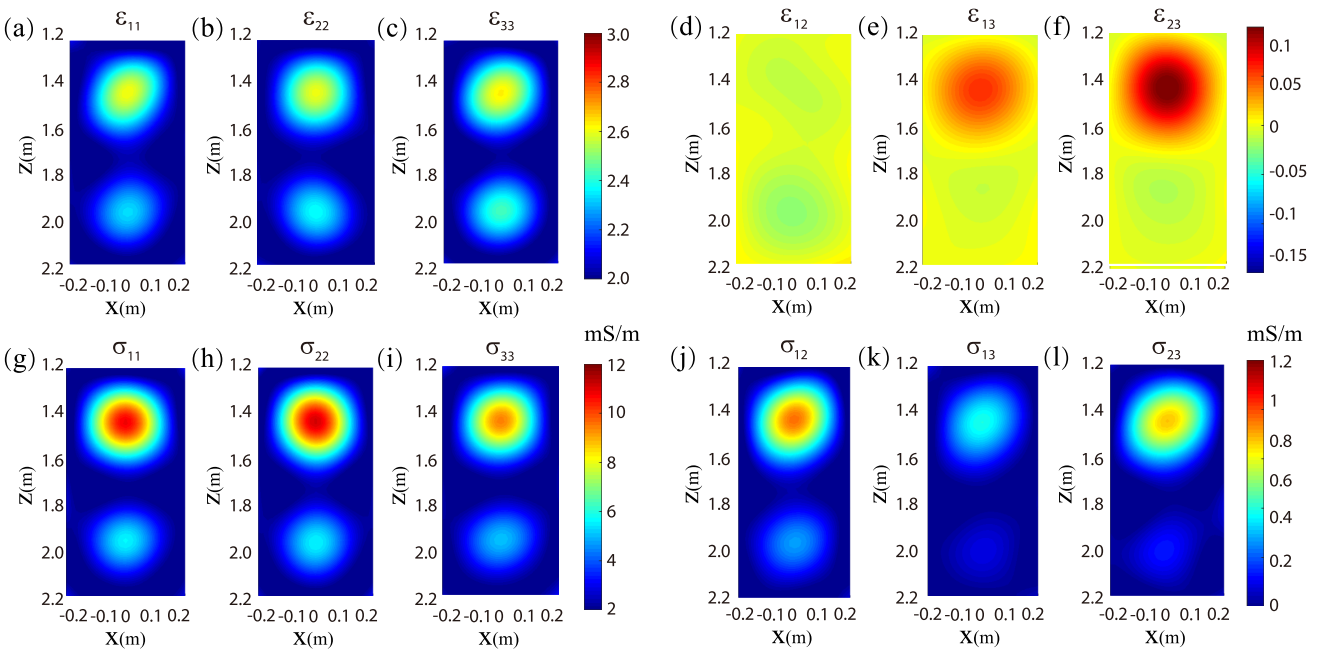 (a) ε11 (b) ε22 (c) ε33 (d) ε12 (e) ε13 (f) ε23
1.2 1.2 1.2 3.0 1.2 1.2 1.2 0.1
1.4 1.4 1.4 2.8 1.4 1.4 1.4 0.05
1.6 1.6 1.6 2.6 1.6 1.6 1.6 0
Z(m) Z(m) Z(m) Z(m) Z(m) Z(m)
1.8 1.8 1.8 2.4 1.8 1.8 1.8 -0.05
2.0 2.0 2.0 2.2 2.0 2.0 2.0 -0.1
2.2 2.2 2.2 2.0 2.2 2.2 2.2 -0.15
-0.2 -0.1 0 0.1 0.2 -0.2 -0.1 0 0.1 0.2 -0.2 -0.1 0 0.1 0.2 -0.2 -0.1 0 0.1 0.2 -0.2 -0.1 0 0.1 0.2 -0.2 -0.1 0 0.1 0.2
X(m) X(m) X(m) X(m) X(m) X(m)
mS/m mS/m
(g) σ11 (h) σ22 (i) σ33 (j) σ12 (k) σ13 (l) σ23
1.2 1.2 1.2 12 1.2 1.2 1.2 1.2
1.4 1.4 1.4 10 1.4 1.4 1.4 1
1.6 1.6 1.6 8 1.6 1.6 1.6 0.8
Z(m) Z(m) Z(m) Z(m) Z(m) Z(m) 0.6
1.8 1.8 1.8 6 1.8 1.8 1.8 0.4
2.0 2.0 2.0 4 2.0 2.0 2.0 0.2
2.2 2.2 2.2 2 2.2 2.2 2.2 0
-0.2 -0.1 0 0.1 0.2 -0.2 -0.1 0 0.1 0.2 -0.2 -0.1 0 0.1 0.2 -0.2 -0.1 0 0.1 0.2 -0.2 -0.1 0 0.1 0.2 -0.2 -0.1 0 0.1 0.2
X(m) X(m) X(m) X(m) X(m) X(m)